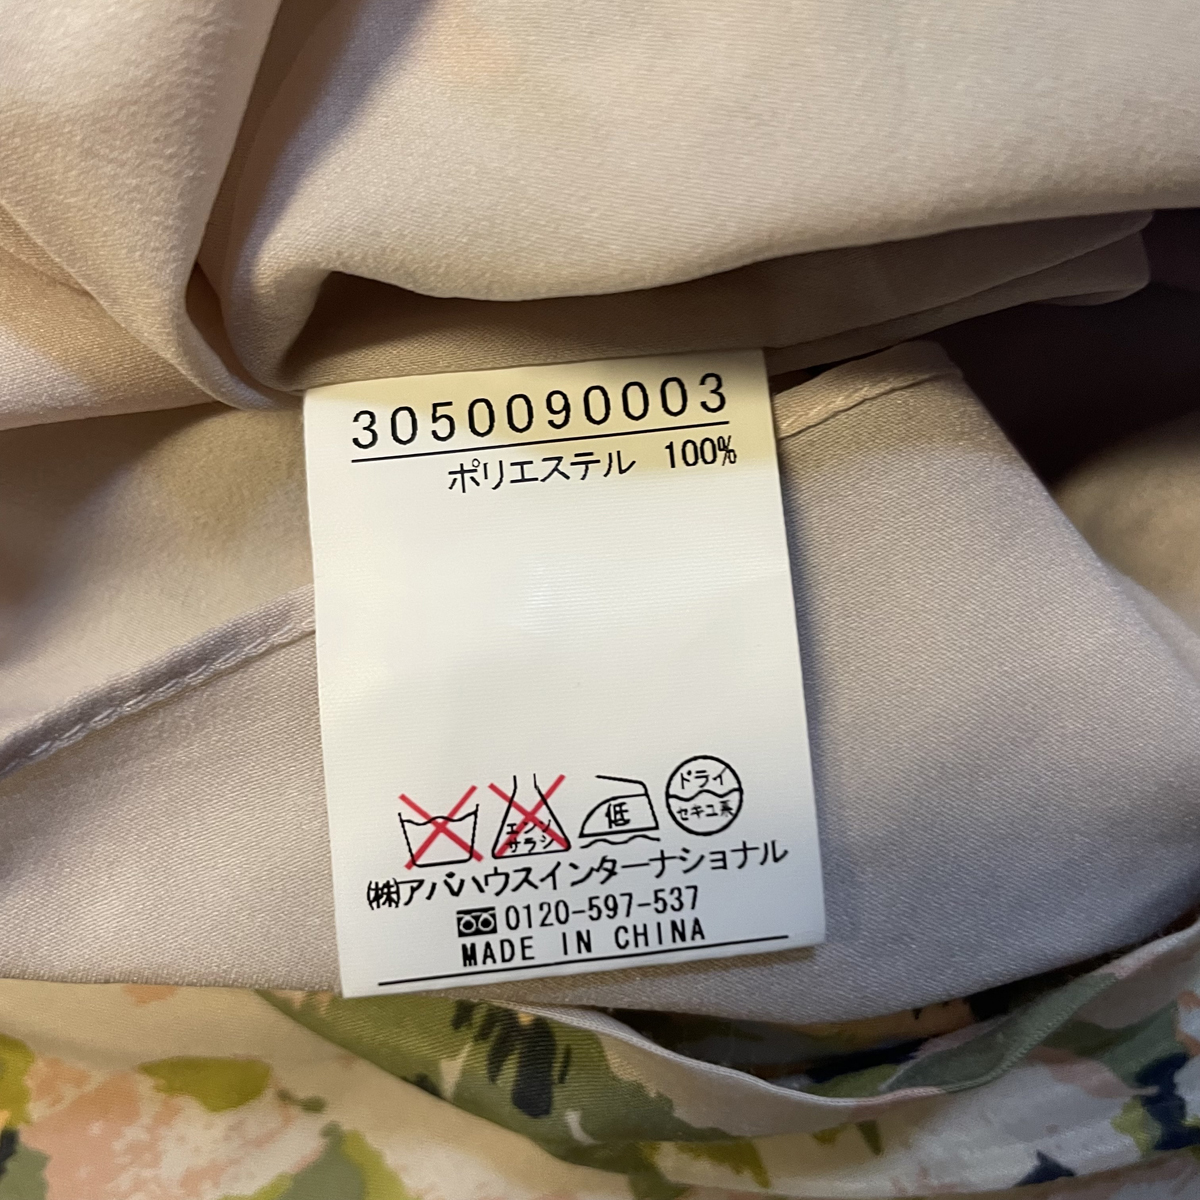 3050090003
ポリエステル 100%
エンソ
サラシ
低
ドライ
セキユ系
(株)アバハウスインターナショナル
0120-597-537
MADE IN CHINA